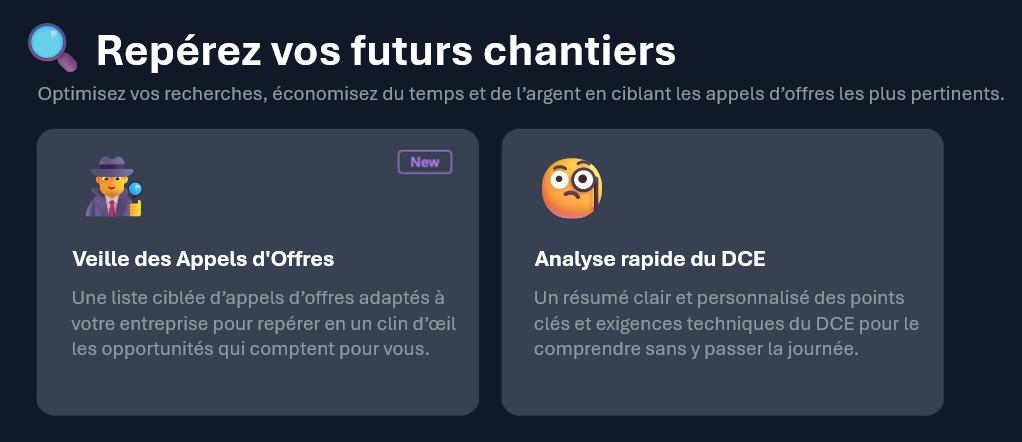 Repérez vos futurs chantiers
Optimisez vos recherches, économisez du temps et de l’argent en ciblant les appels d’offres les plus pertinents.
New
Veille des Appels d'Offres
Une liste ciblée d’appels d’offres adaptés à
votre entreprise pour repérer en un clin d’œil
les opportunités qui comptent pour vous.
Analyse rapide du DCE
Un résumé clair et personnalisé des points
clés et exigences techniques du DCE pour le
comprendre sans y passer la journée.